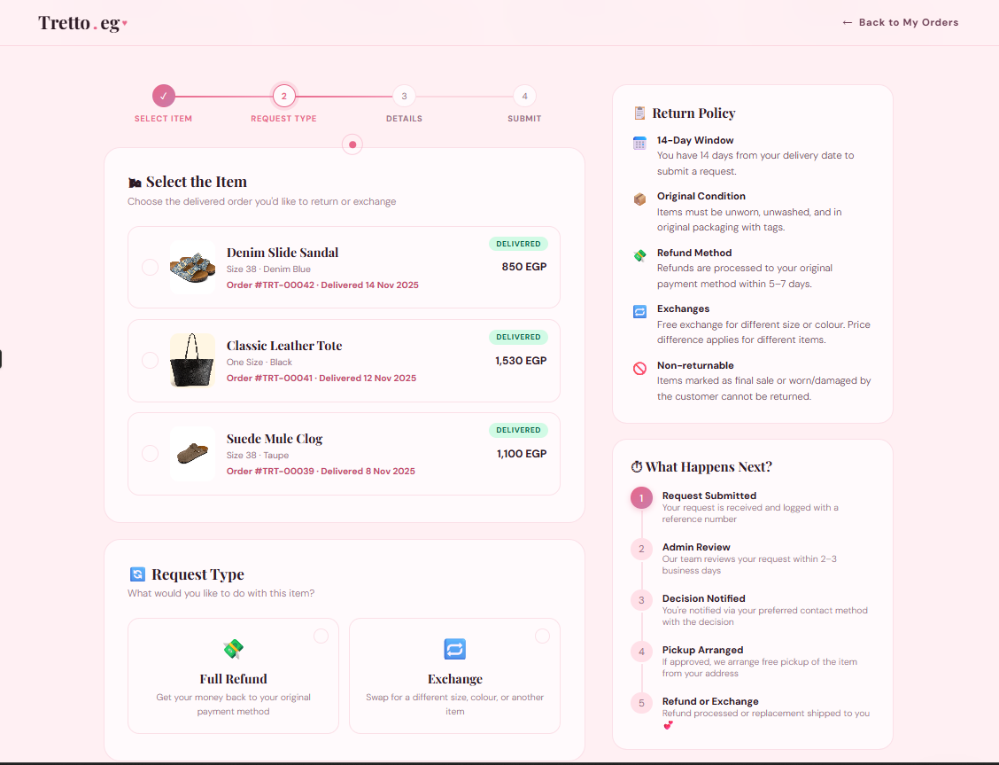 Tretto.eg
← Back to My Orders
✓
2
3
4
SELECT ITEM
REQUEST TYPE
DETAILS
SUBMIT
Select the Item
Choose the delivered order you'd like to return or exchange
Denim Slide Sandal
Size 38 · Denim Blue
Order #TRT-00042 · Delivered 14 Nov 2025
DELIVERED
850 EGP
Classic Leather Tote
One Size · Black
Order #TRT-00041 · Delivered 12 Nov 2025
DELIVERED
1,530 EGP
Suede Mule Clog
Size 38 · Taupe
Order #TRT-00039 · Delivered 8 Nov 2025
DELIVERED
1,100 EGP
Request Type
What would you like to do with this item?
Full Refund
Get your money back to your original
payment method
Exchange
Swap for a different size, colour, or another
item
Return Policy
14-Day Window
You have 14 days from your delivery date to
submit a request.
Original Condition
Items must be unworn, unwashed, and in
original packaging with tags.
Refund Method
Refunds are processed to your original
payment method within 5–7 days.
Exchanges
Free exchange for different size or colour. Price
difference applies for different items.
Non-returnable
Items marked as final sale or worn/damaged by
the customer cannot be returned.
What Happens Next?
1
Request Submitted
Your request is received and logged with a
reference number
2
Admin Review
Our team reviews your request within 2–3
business days
3
Decision Notified
You're notified via your preferred contact method
with the decision
4
Pickup Arranged
If approved, we arrange free pickup of the item
from your address
5
Refund or Exchange
Refund processed or replacement shipped to you
💕